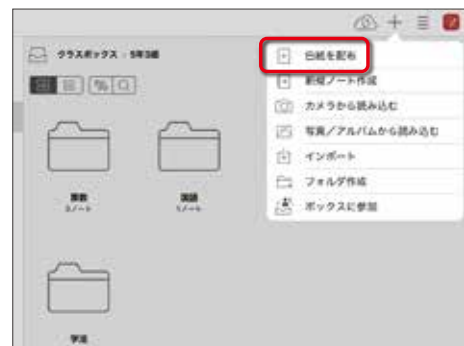 クラスボックス - 5年3組
白紙を配布
新規ノート作成
カメラから読み込む
写真／アルバムから読み込む
インポート
フォルダ作成
ボックスに参加
算数
国語
学活